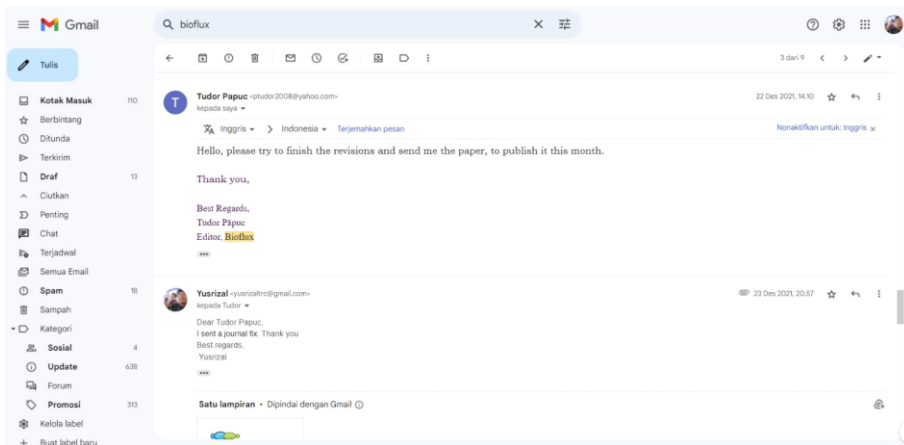 Gmail
bioflux
Tulis
3 dari 9
Kotak Masuk 110
Berbintang
Ditunda
Terkirim
Draf 13
Ciutkan
Penting
Chat
Terjadwal
Semua Email
Spam 18
Sampah
Kategori
Sosial 4
Update 638
Forum
Promosi 313
Kelola label
Buat label baru
T
Tudor Papuc <ptudor2008@yahoo.com> 22 Des 2021, 14.10
kepada saya
Inggris > Indonesia Terjemahkan pesan Nonaktifkan untuk: Inggris x
Hello, please try to finish the revisions and send me the paper, to publish it this month.
Thank you,
Best Regards,
Tudor Păpuc
Editor, Bioflux
Yusrizal <yusrizaltrc@gmail.com> 23 Des 2021, 20.57
kepada Tudor
Dear Tudor Papuc,
I sent a journal fix. Thank you
Best regards,
Yusrizal
Satu lampiran • Dipindai dengan Gmail